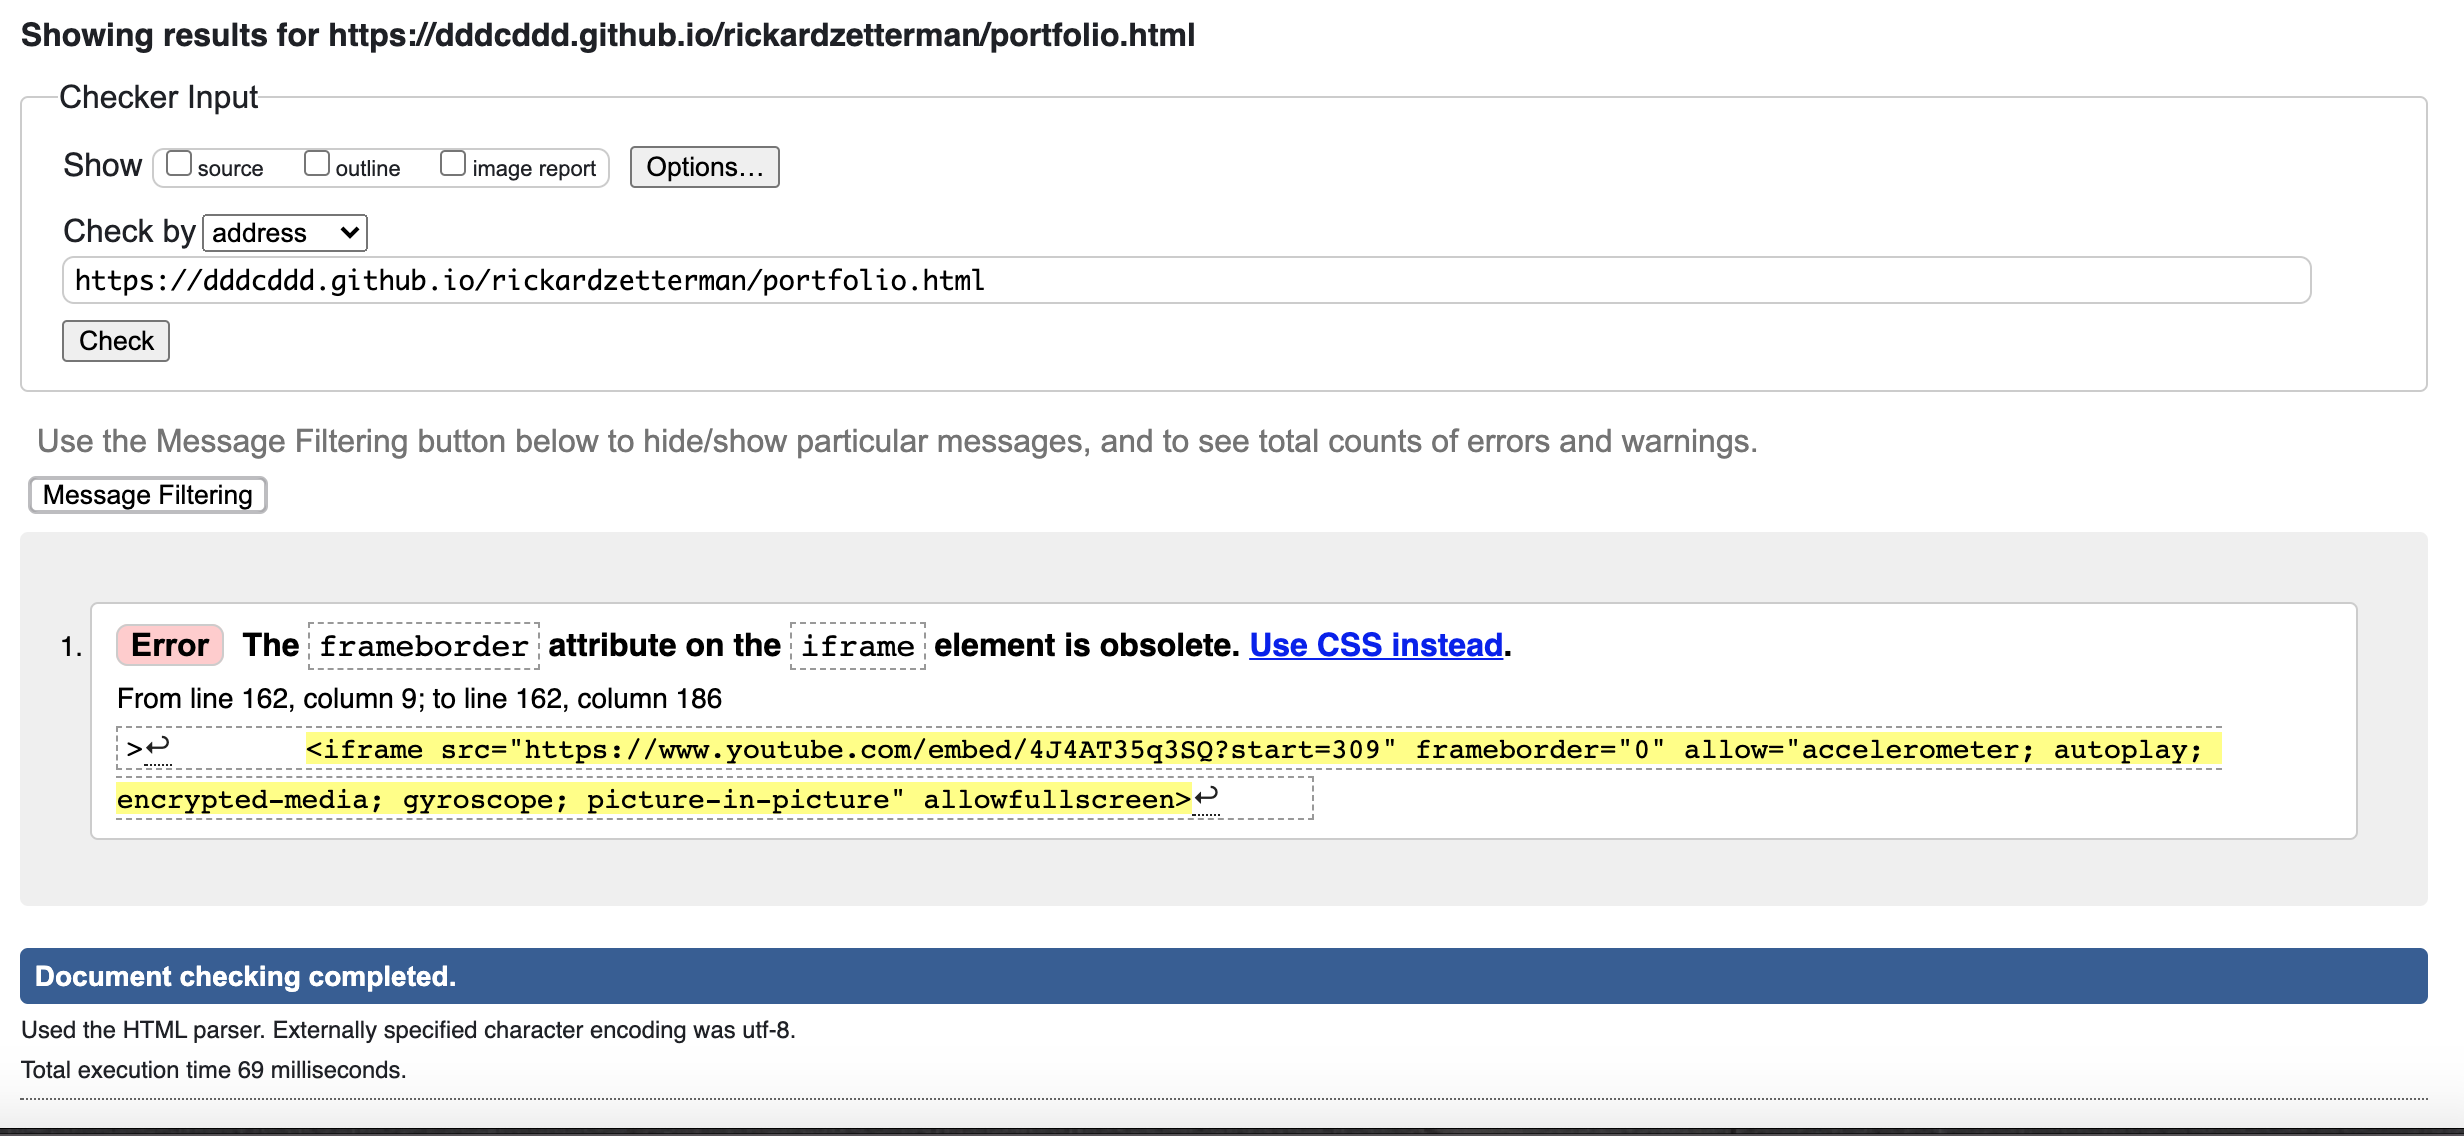 Showing results for https://dddcddd.github.io/rickardzetterman/portfolio.html
Checker Input
Show source outline image report Options...
Check by address
https://dddcddd.github.io/rickardzetterman/portfolio.html
Check
Use the Message Filtering button below to hide/show particular messages, and to see total counts of errors and warnings.
Message Filtering
1. Error The frameborder attribute on the iframe element is obsolete. Use CSS instead.
From line 162, column 9; to line 162, column 186
>↩ <iframe src="https://www.youtube.com/embed/4J4AT35q3SQ?start=309" frameborder="0" allow="accelerometer; autoplay;
encrypted-media; gyroscope; picture-in-picture" allowfullscreen>↩
Document checking completed.
Used the HTML parser. Externally specified character encoding was utf-8.
Total execution time 69 milliseconds.